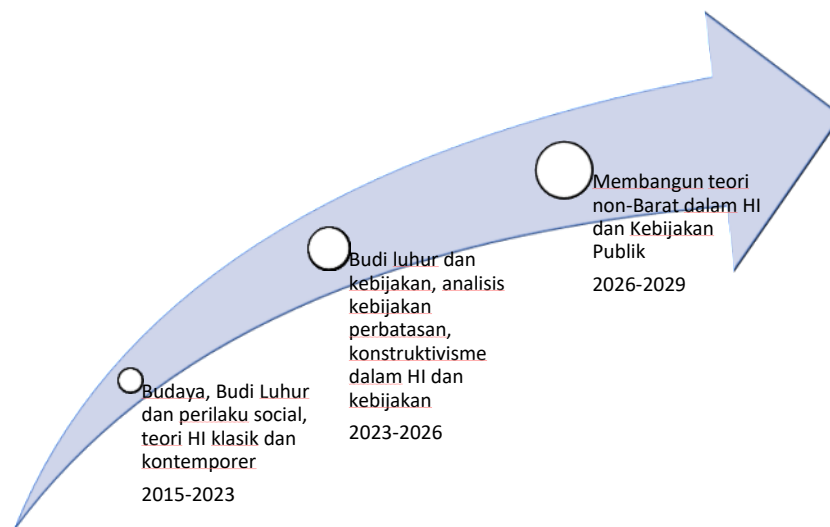 Budaya, Budi Luhur
dan perilaku social,
teori HI klasik dan
kontemporer
2015-2023
Budi luhur dan
kebijakan, analisis
kebijakan
perbatasan,
konstruktivisme
dalam HI dan
kebijakan
2023-2026
Membangun teori
non-Barat dalam HI
dan Kebijakan
Publik
2026-2029